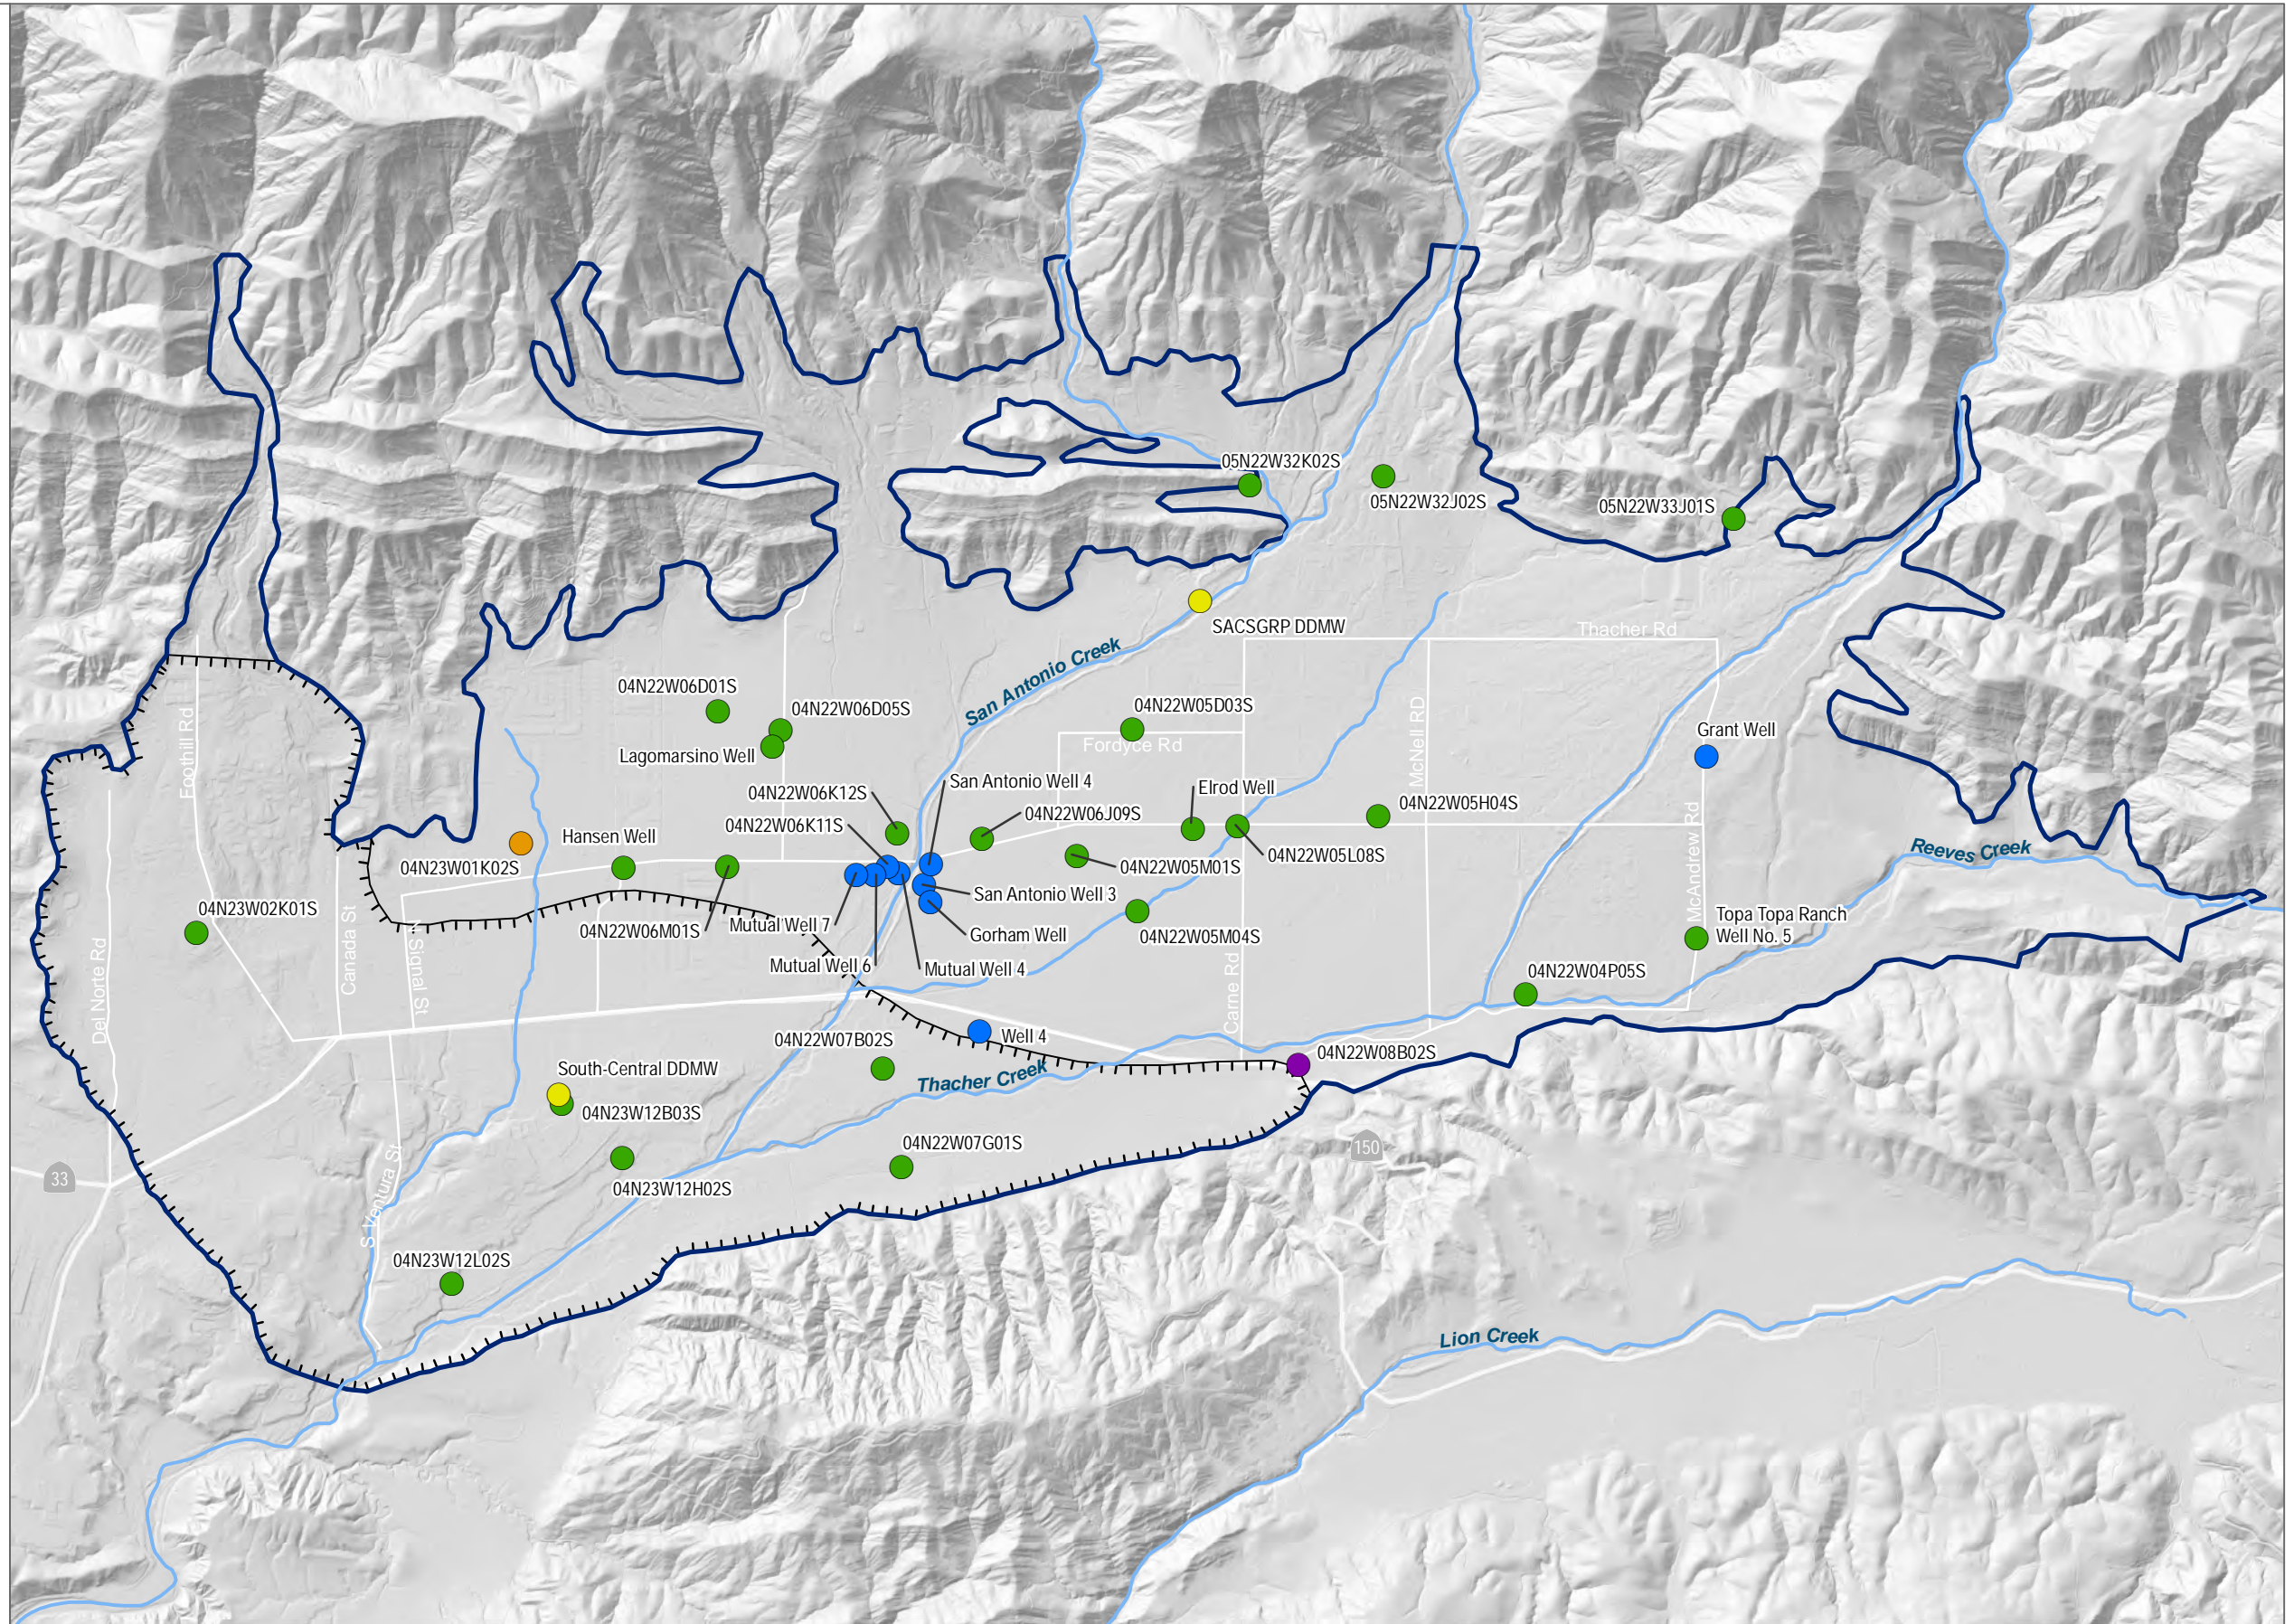 05N22W32K02S
05N22W32J02S
05N22W33J01S
SACSGRP DDMW
Thacher Rd
San Antonio Creek
04N22W06D01S
04N22W06D05S
04N22W05D03S
Foothill Rd
Lagomarsino Well
Fordyce Rd
McNell RD
Grant Well
San Antonio Well 4
04N22W06K12S
Elrod Well
04N22W05H04S
04N22W06J09S
04N22W06K11S
Hansen Well
04N23W01K02S
04N22W05M01S
04N22W05L08S
Reeves Creek
McAndrew Rd
San Antonio Well 3
04N23W02K01S
Topa Topa Ranch
Well No. 5
Mutual Well 7
04N22W06M01S
Gorham Well
04N22W05M04S
Canada St
N Signal St
Del Norte Rd
Mutual Well 6
Mutual Well 4
04N22W04P05S
Carne Rd
Well 4
04N22W07B02S
04N22W08B02S
South-Central DDMW
Thacher Creek
04N23W12B03S
04N22W07G01S
150
33
04N23W12H02S
S Ventura St
04N23W12L02S
Lion Creek